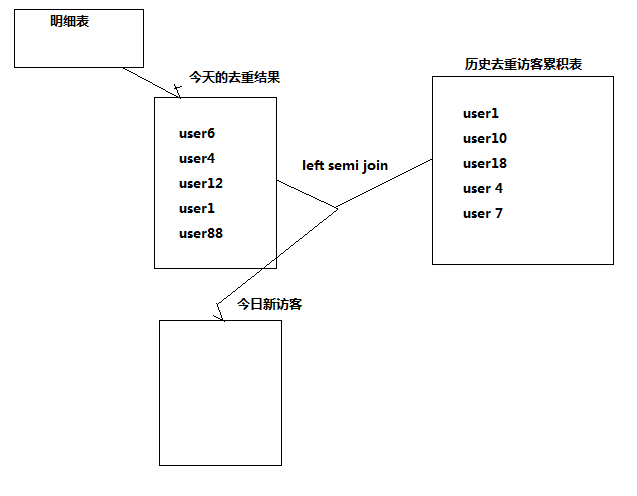 明细表
今天的去重结果
user6
user4
user12
user1
user88
left semi join
历史去重访客累积表
user1
user10
user18
user 4
user 7
今日新访客